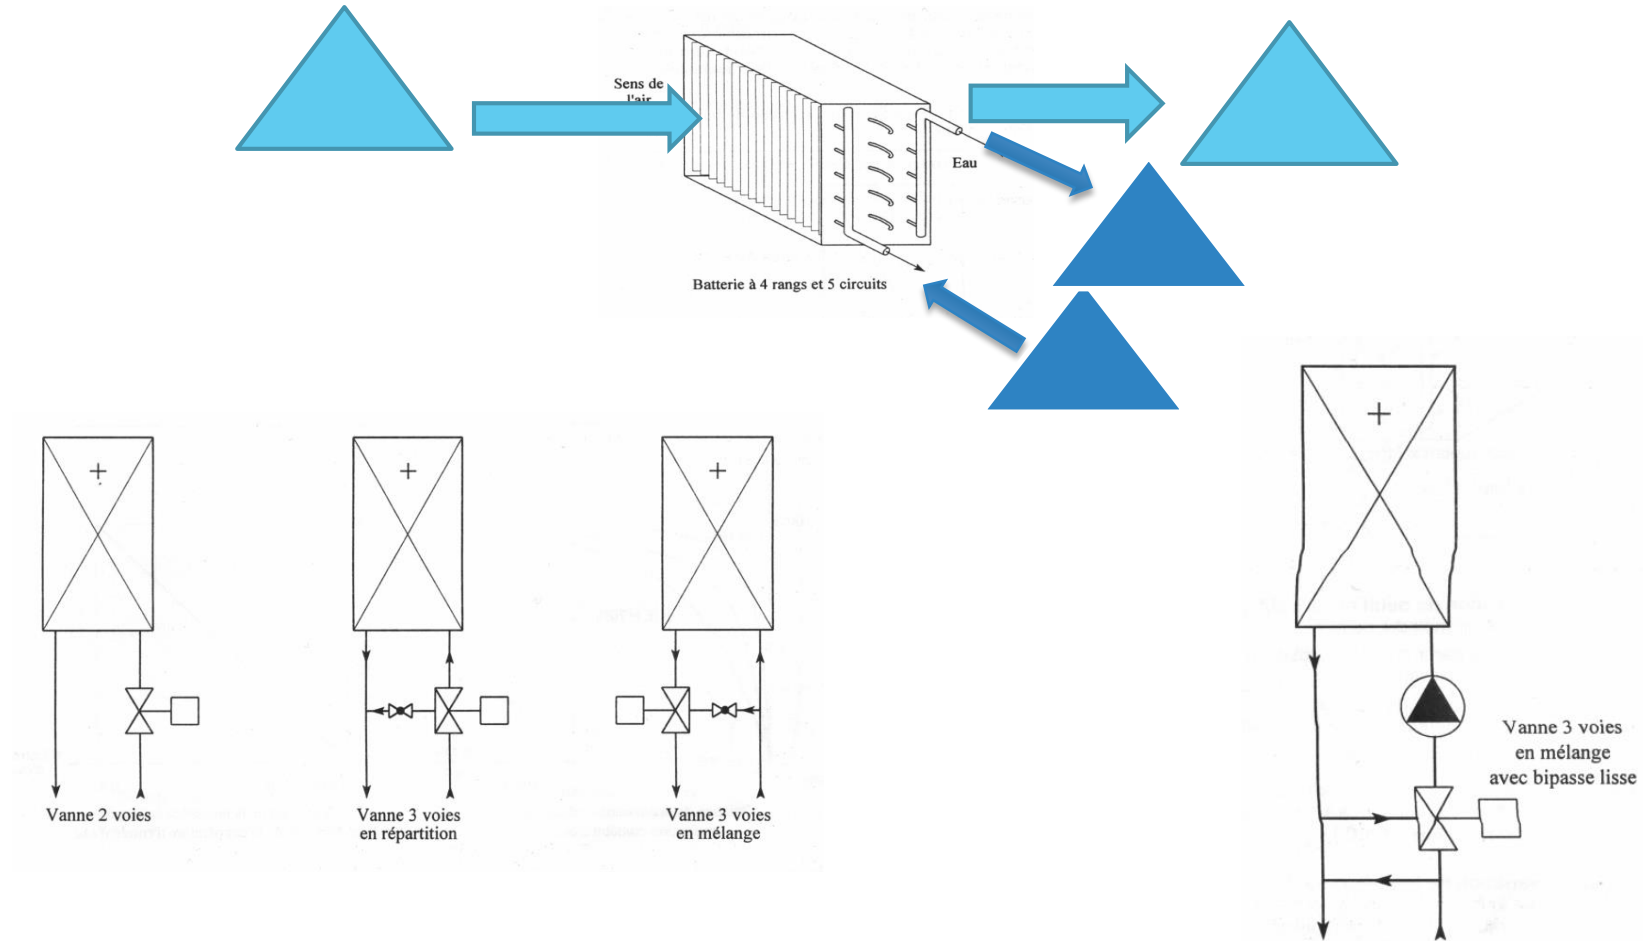 Sens de
l'air
Eau
Batterie à 4 rangs et 5 circuits
Vanne 2 voies
Vanne 3 voies
en répartition
Vanne 3 voies
en mélange
Vanne 3 voies
en mélange
avec bipasse lisse